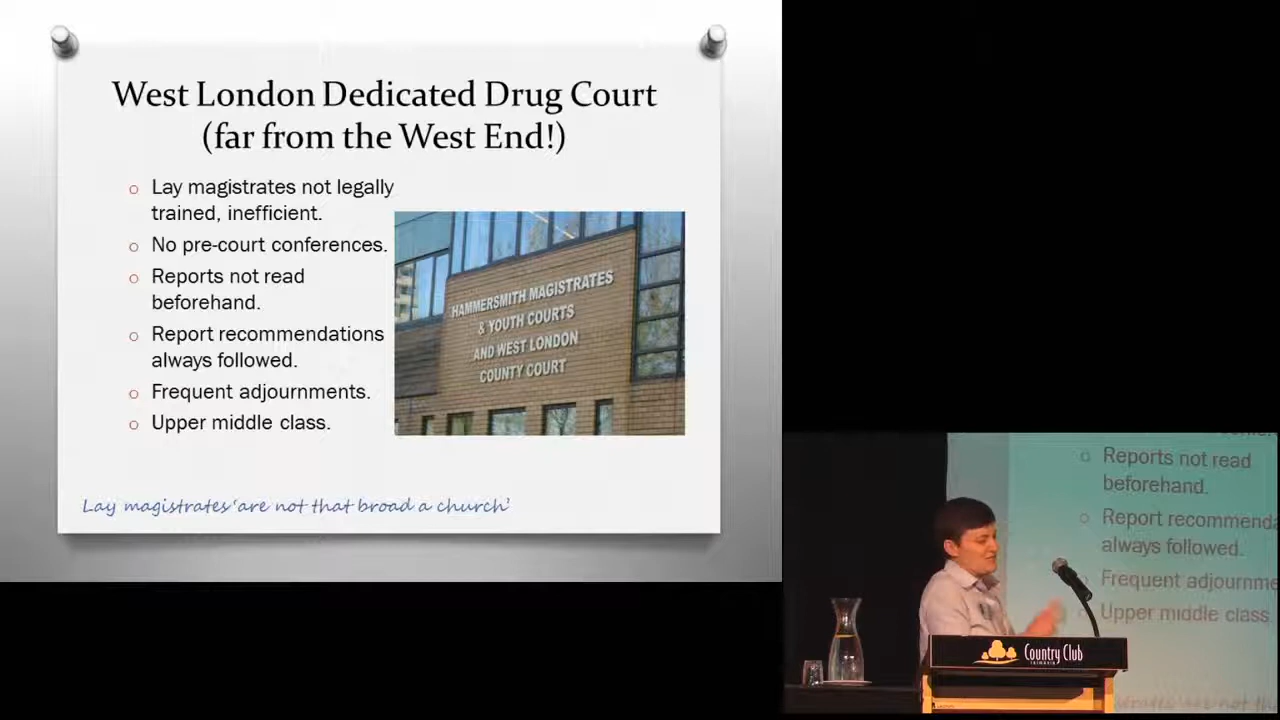 West London Dedicated Drug Court
(far from the West End!)
Lay magistrates not legally
trained, inefficient.
No pre-court conferences.
Reports not read
beforehand.
Report recommendations
always followed.
Frequent adjournments.
Upper middle class.
HAMMERSMITH MAGISTRATES
& YOUTH COURTS
AND WEST LONDON
COUNTY COURT
Lay magistrates 'are not that broad a church'
Reports not read
beforehand.
Report recommenda
always followed.
Frequent adjournme
Upper middle class
Country Club
TASMANIA